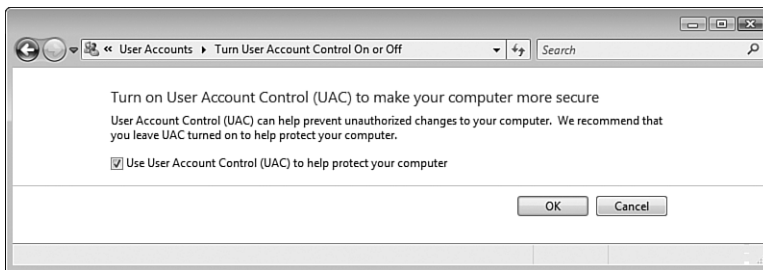 « User Accounts ▸ Turn User Account Control On or Off
Search
Turn on User Account Control (UAC) to make your computer more secure
User Account Control (UAC) can help prevent unauthorized changes to your computer. We recommend that
you leave UAC turned on to help protect your computer.
Use User Account Control (UAC) to help protect your computer
OK
Cancel